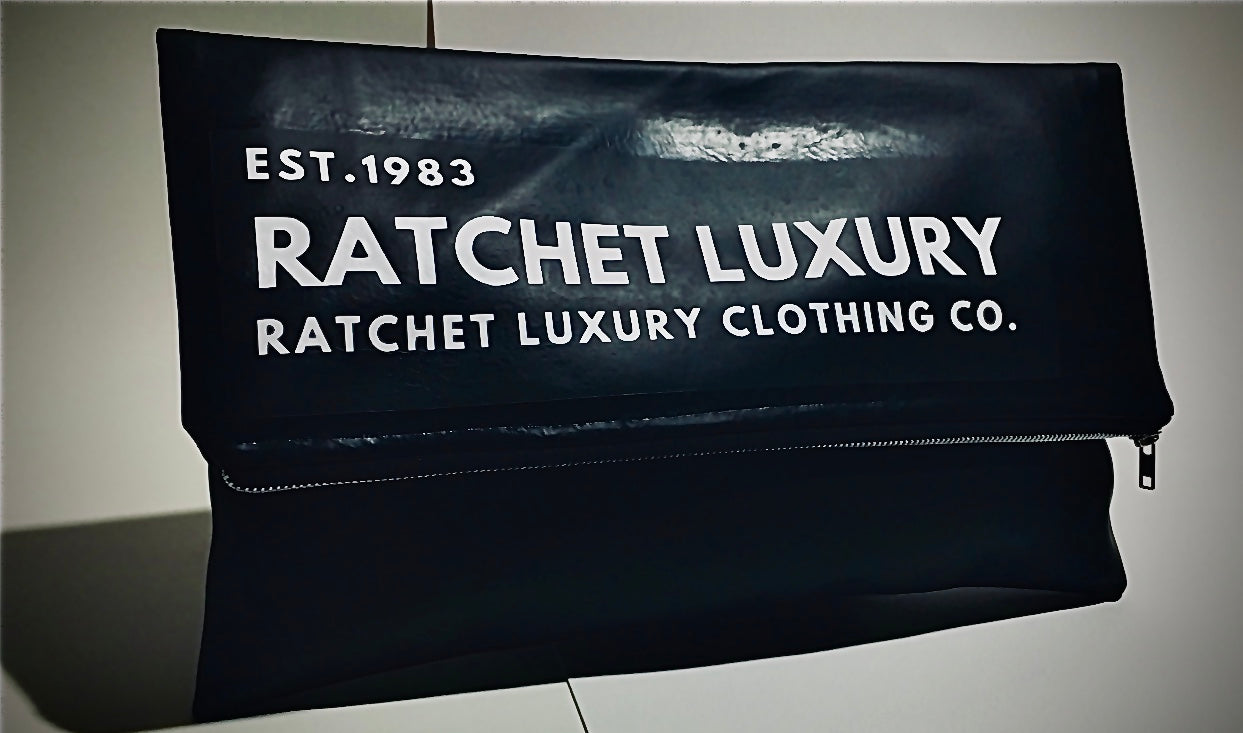 EST.1983
RATCHET LUXURY
RATCHET LUXURY CLOTHING CO.